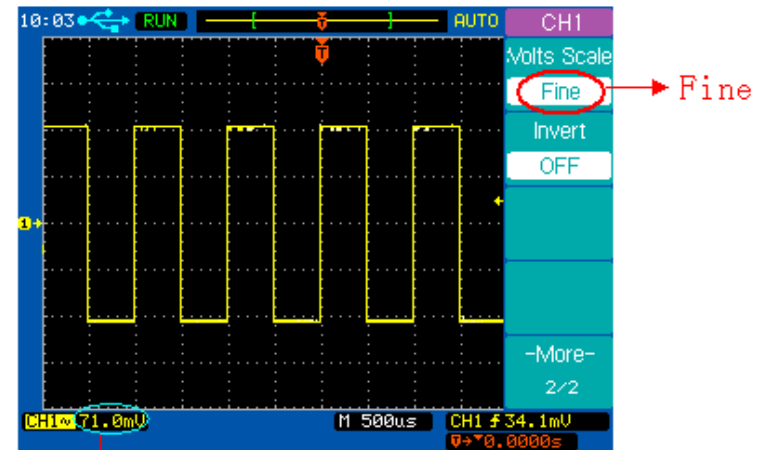 10:03 RUN T AUTO CH1
T
Volts Scale
Fine
Fine
Invert
OFF
1
-More-
2/2
CH1~ 71.0mV M 500us CH1 34.1mV
0.0000s